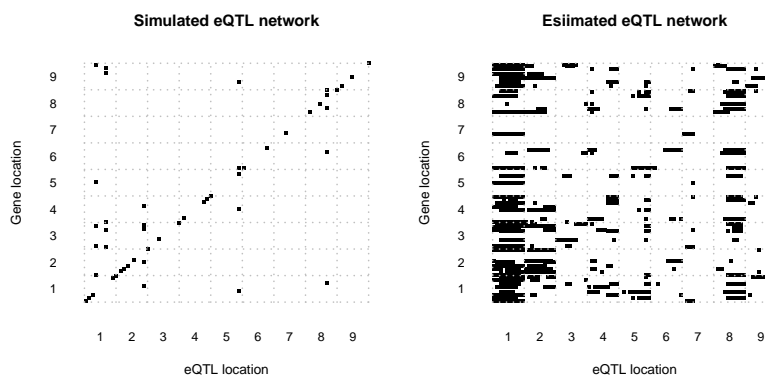 Simulated eQTL network
Gene location
9
8
7
6
5
4
3
2
1
1 2 3 4 5 6 7 8 9
eQTL location
Esiimated eQTL network
Gene location
9
8
7
6
5
4
3
2
1
1 2 3 4 5 6 7 8 9
eQTL location